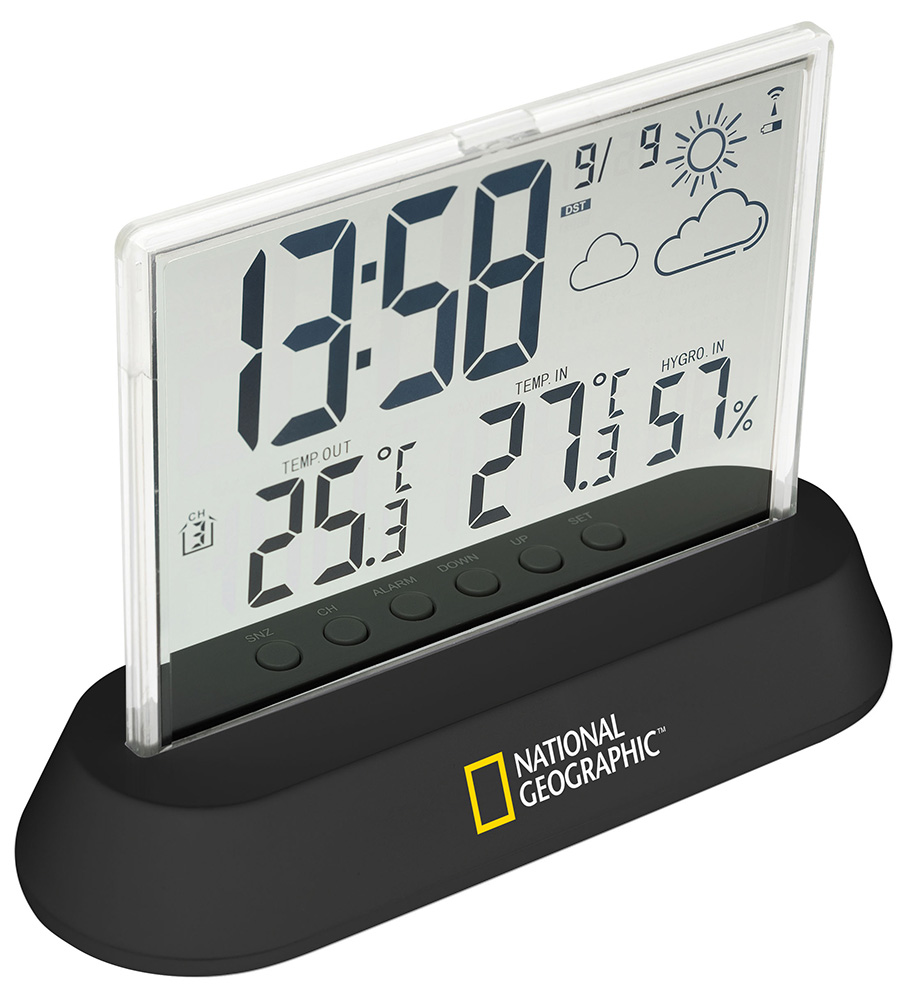 13:58
9/ 9
DST
TEMP.OUT
25.3°C
TEMP. IN
27.3°C
HYGRO. IN
57%
CH
3
SNZ
CH
ALARM
DOWN
UP
SET
NATIONAL
GEOGRAPHIC™